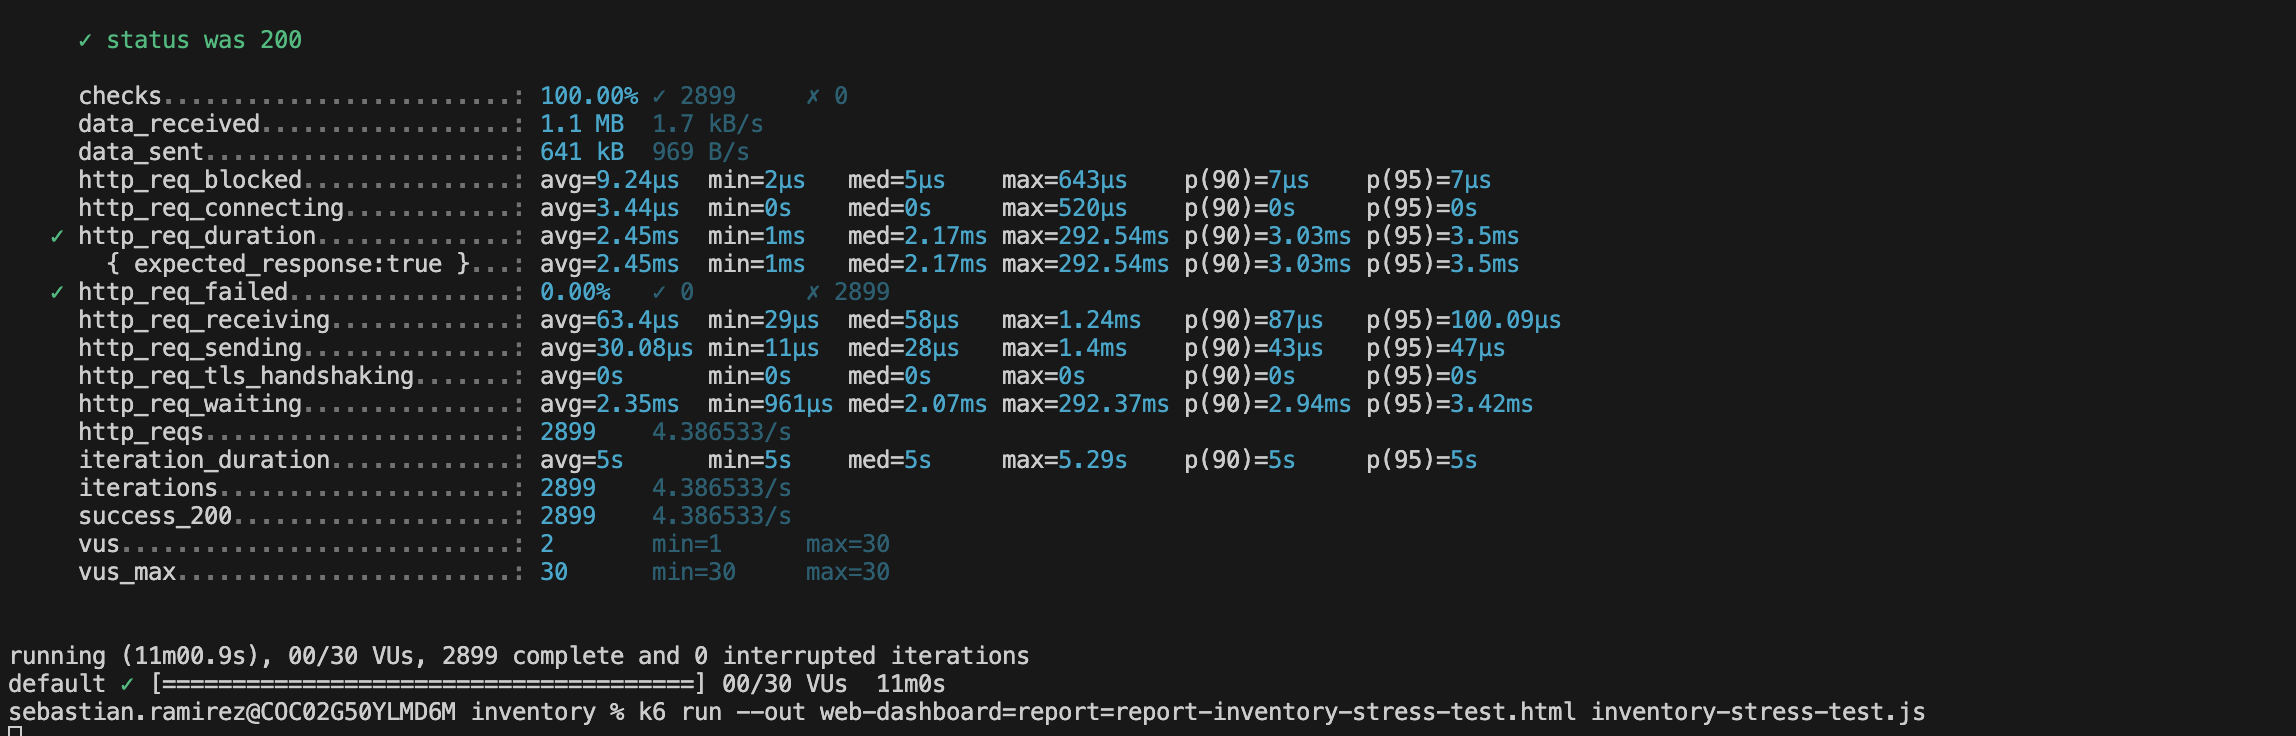 ✓ status was 200
checks.........................: 100.00% ✓ 2899     ✗ 0
data_received..................: 1.1 MB  1.7 kB/s
data_sent......................: 641 kB  969 B/s
http_req_blocked...............: avg=9.24µs  min=2µs   med=5µs    max=643µs    p(90)=7µs    p(95)=7µs
http_req_connecting............: avg=3.44µs  min=0s    med=0s     max=520µs    p(90)=0s     p(95)=0s
✓ http_req_duration..............: avg=2.45ms  min=1ms   med=2.17ms max=292.54ms p(90)=3.03ms p(95)=3.5ms
{ expected_response:true }...: avg=2.45ms  min=1ms   med=2.17ms max=292.54ms p(90)=3.03ms p(95)=3.5ms
✓ http_req_failed................: 0.00%   ✓ 0        ✗ 2899
http_req_receiving.............: avg=63.4µs  min=29µs  med=58µs   max=1.24ms   p(90)=87µs   p(95)=100.09µs
http_req_sending...............: avg=30.08µs min=11µs  med=28µs   max=1.4ms    p(90)=43µs   p(95)=47µs
http_req_tls_handshaking.......: avg=0s      min=0s    med=0s     max=0s       p(90)=0s     p(95)=0s
http_req_waiting...............: avg=2.35ms  min=961µs med=2.07ms max=292.37ms p(90)=2.94ms p(95)=3.42ms
http_reqs......................: 2899    4.386533/s
iteration_duration.............: avg=5s      min=5s    med=5s     max=5.29s    p(90)=5s     p(95)=5s
iterations.....................: 2899    4.386533/s
success_200....................: 2899    4.386533/s
vus............................: 2       min=1      max=30
vus_max........................: 30      min=30     max=30
running (11m00.9s), 00/30 VUs, 2899 complete and 0 interrupted iterations
default ✓ [======================================] 00/30 VUs  11m0s
sebastian.ramirez@COC02G50YLMD6M inventory % k6 run --out web-dashboard=report=report-inventory-stress-test.html inventory-stress-test.js